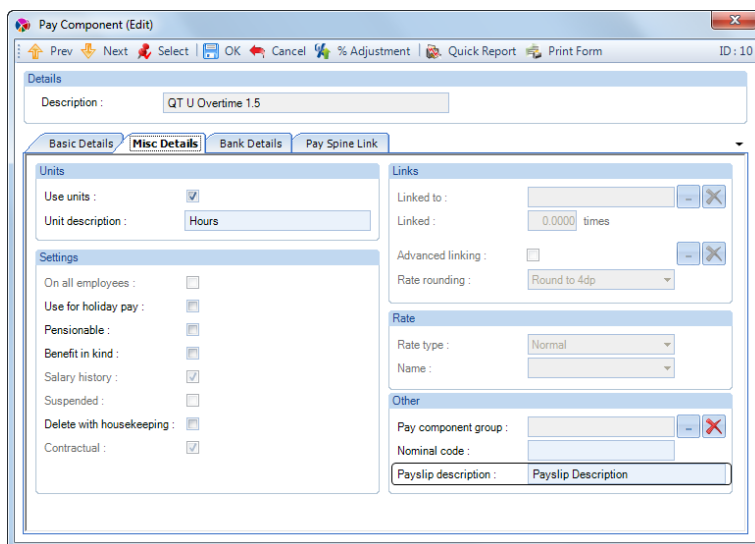 Pay Component (Edit)
Prev Next Select OK Cancel % Adjustment Quick Report Print Form ID : 10
Details
Description : QT U Overtime 1.5
Basic Details Misc Details Bank Details Pay Spine Link
Units
Use units :
Unit description : Hours
Settings
On all employees :
Use for holiday pay :
Pensionable :
Benefit in kind :
Salary history :
Suspended :
Delete with housekeeping :
Contractual :
Links
Linked to :
Linked : 0.0000 times
Advanced linking :
Rate rounding : Round to 4dp
Rate
Rate type : Normal
Name :
Other
Pay component group :
Nominal code :
Payslip description : Payslip Description